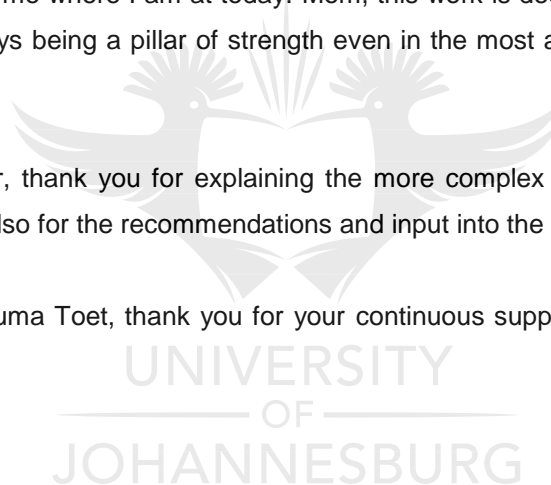 me where I am at today. Mom, this work is
ys being a pillar of strength even in the most a
r, thank you for explaining the more complex
lso for the recommendations and input into the
uma Toet, thank you for your continuous supp
UNIVERSITY
OF
JOHANNESBURG